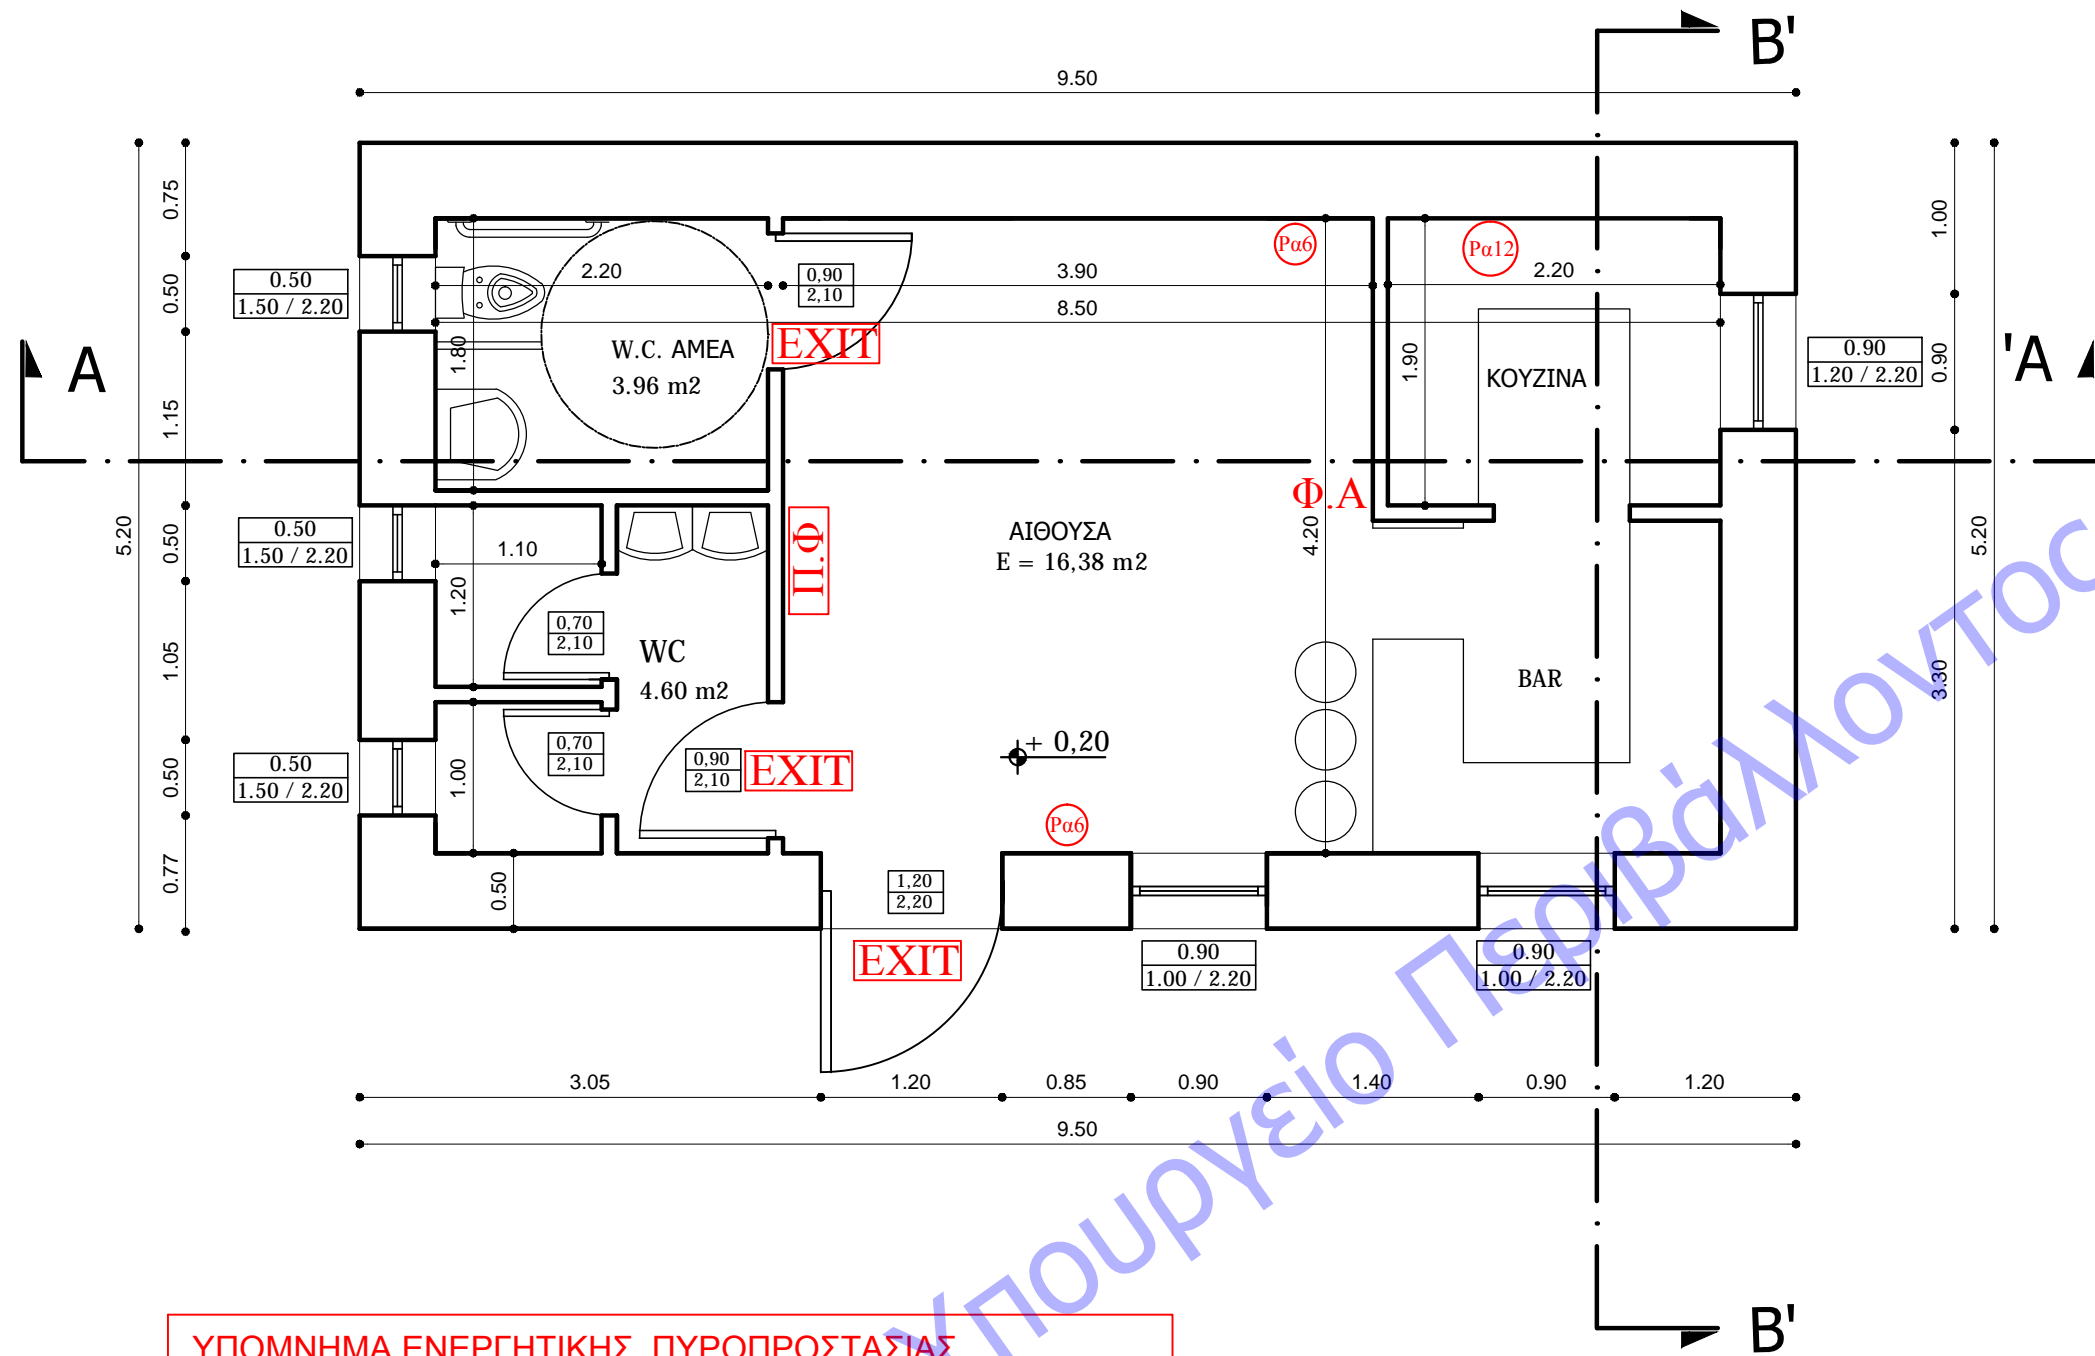 B'
9.50
0.75
0.50
1.15
0.50
1.05
0.50
0.77
5.20
1.00
0.90
3.30
5.20
0.50
1.50 / 2.20
0.50
1.50 / 2.20
0.50
1.50 / 2.20
A
'A
2.20
0,90
2,10
3.90
8.50
Ρα6
Ρα12
2.20
EXIT
W.C. ΑΜΕΑ
3.96 m2
1.80
1.90
ΚΟΥΖΙΝΑ
0.90
1.20 / 2.20
Φ.Α
Π.Φ
ΑΙΘΟΥΣΑ
E = 16,38 m2
4.20
1.10
1.20
0,70
2,10
WC
4.60 m2
BAR
0,70
2,10
1.00
0,90
2,10
EXIT
+ 0,20
Ρα6
0.50
1,20
2,20
EXIT
0.90
1.00 / 2.20
0.90
1.00 / 2.20
3.05
1.20
0.85
0.90
1.40
0.90
1.20
9.50
Υπουργείο Περιβάλλοντος
B'
ΥΠΟΜΝΗΜΑ ΕΝΕΡΓΗΤΙΚΗΣ ΠΥΡΟΠΡΟΣΤΑΣΙΑΣ